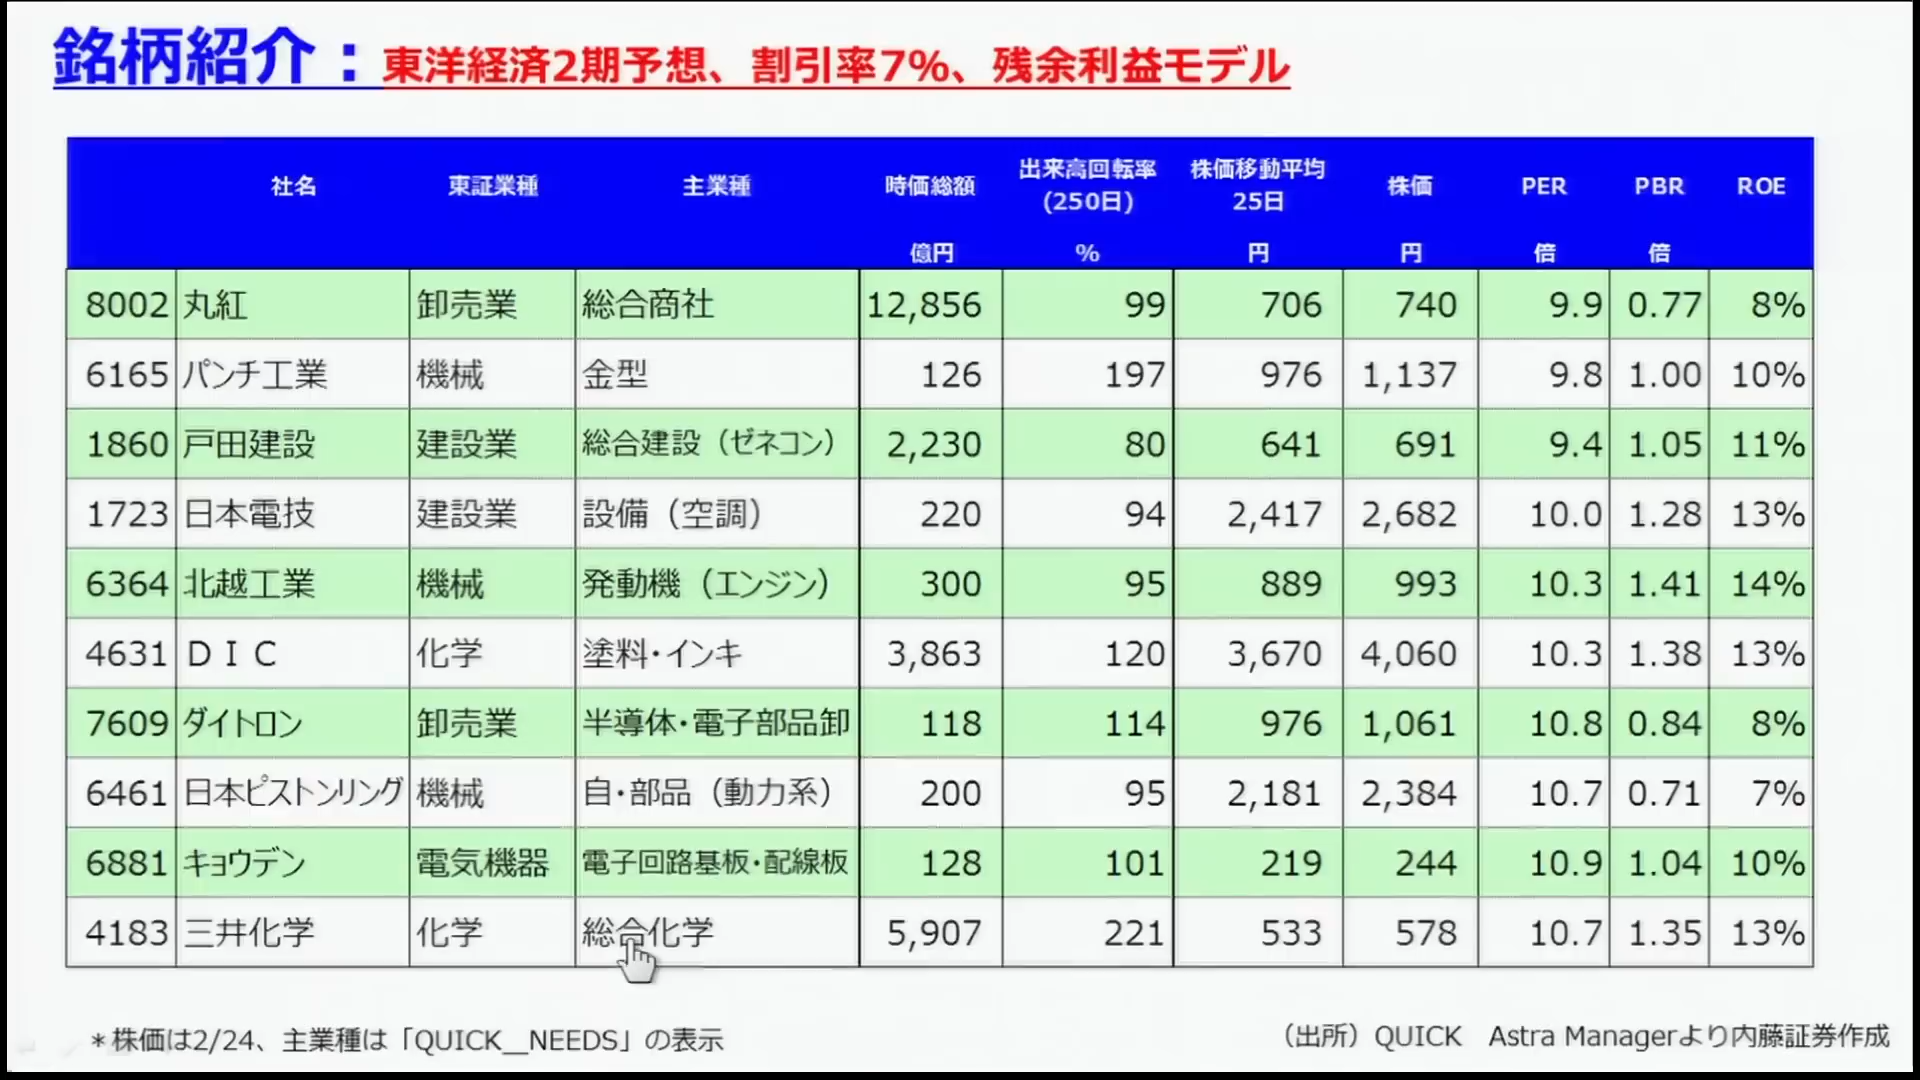 銘柄紹介：東洋経済2期予想、割引率7%、残余利益モデル
社名 東証業種 主業種 時価総額 出来高回転率(250日) 株価移動平均25日 株価 PER PBR ROE
億円 % 円 円 倍 倍
8002 丸紅 卸売業 総合商社 12,856 99 706 740 9.9 0.77 8%
6165 パンチ工業 機械 金型 126 197 976 1,137 9.8 1.00 10%
1860 戸田建設 建設業 総合建設（ゼネコン） 2,230 80 641 691 9.4 1.05 11%
1723 日本電技 建設業 設備（空調） 220 94 2,417 2,682 10.0 1.28 13%
6364 北越工業 機械 発動機（エンジン） 300 95 889 993 10.3 1.41 14%
4631 ＤＩＣ 化学 塗料・インキ 3,863 120 3,670 4,060 10.3 1.38 13%
7609 ダイトロン 卸売業 半導体・電子部品卸 118 114 976 1,061 10.8 0.84 8%
6461 日本ピストンリング 機械 自・部品（動力系） 200 95 2,181 2,384 10.7 0.71 7%
6881 キョウデン 電気機器 電子回路基板・配線板 128 101 219 244 10.9 1.04 10%
4183 三井化学 化学 総合化学 5,907 221 533 578 10.7 1.35 13%
＊株価は2/24、主業種は「QUICK＿NEEDS」の表示
（出所）QUICK　Astra Managerより内藤証券作成